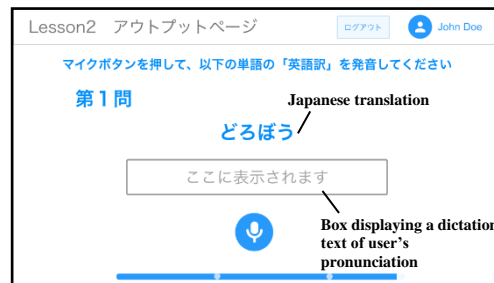 Lesson2 アウトプットページ ログアウト John Doe
マイクボタンを押して、以下の単語の「英語訳」を発音してください
第1問
Japanese translation
どろぼう
ここに表示されます
Box displaying a dictation
text of user's
pronunciation